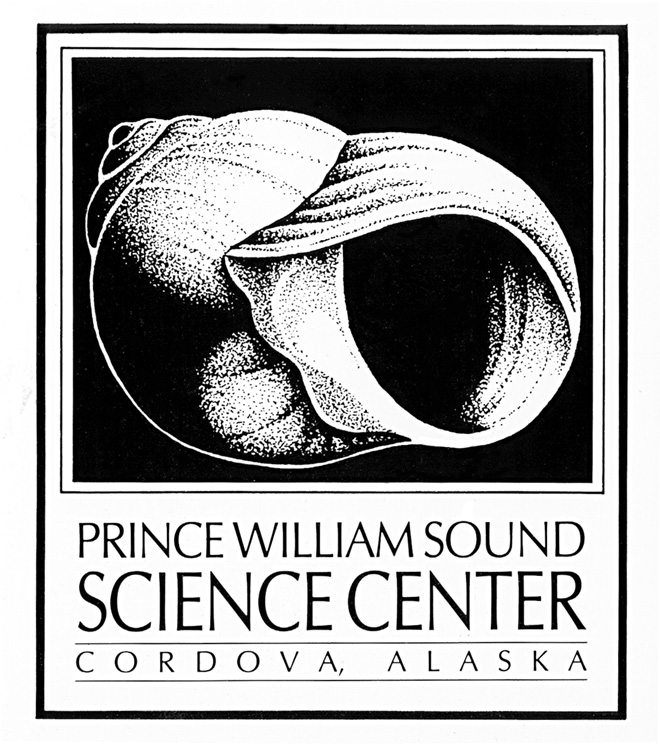 PRINCE WILLIAM SOUND
SCIENCE CENTER
CORDOVA, ALASKA